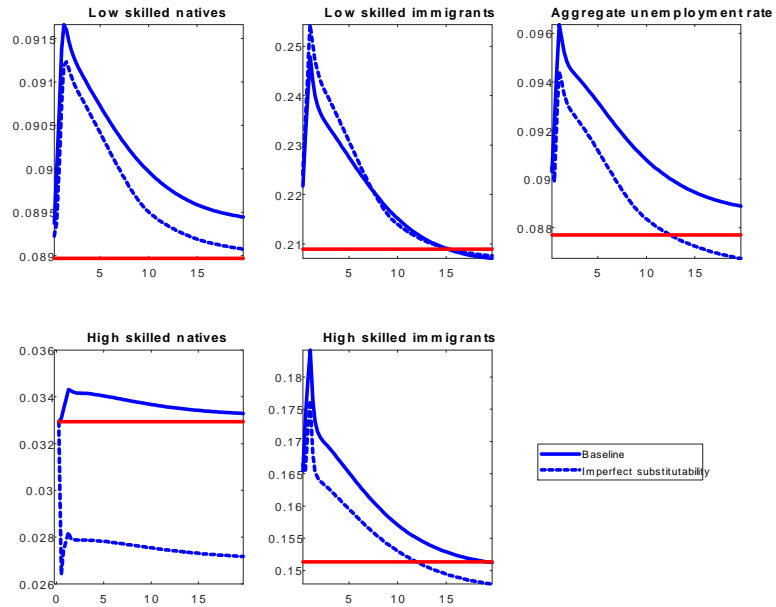 Low skilled natives
0.0915
0.091
0.0905
0.09
0.0895
0.089
5 10 15
Low skilled immigrants
0.25
0.24
0.23
0.22
0.21
5 10 15
Aggregate unemployment rate
0.096
0.094
0.092
0.09
0.088
5 10 15
High skilled natives
0.036
0.034
0.032
0.03
0.028
0.026
0 5 10 15
High skilled immigrants
0.18
0.175
0.17
0.165
0.16
0.155
0.15
5 10 15
Baseline
Imperfect substitutability